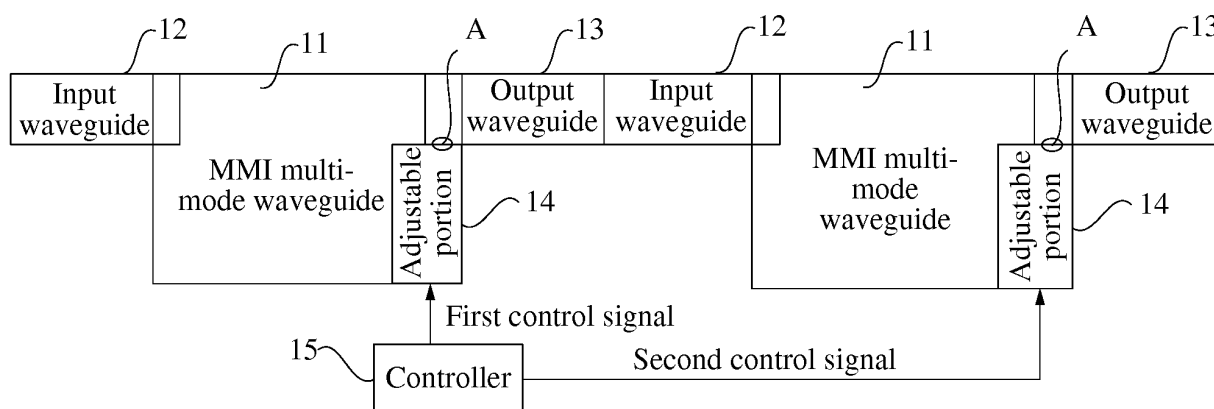 12
11
A
13
12
11
A
13
Input
waveguide
Output
waveguide
Input
waveguide
Output
waveguide
MMI multi-
mode waveguide
Adjustable
portion
14
MMI multi-
mode
waveguide
Adjustable
portion
14
First control signal
15
Controller
Second control signal